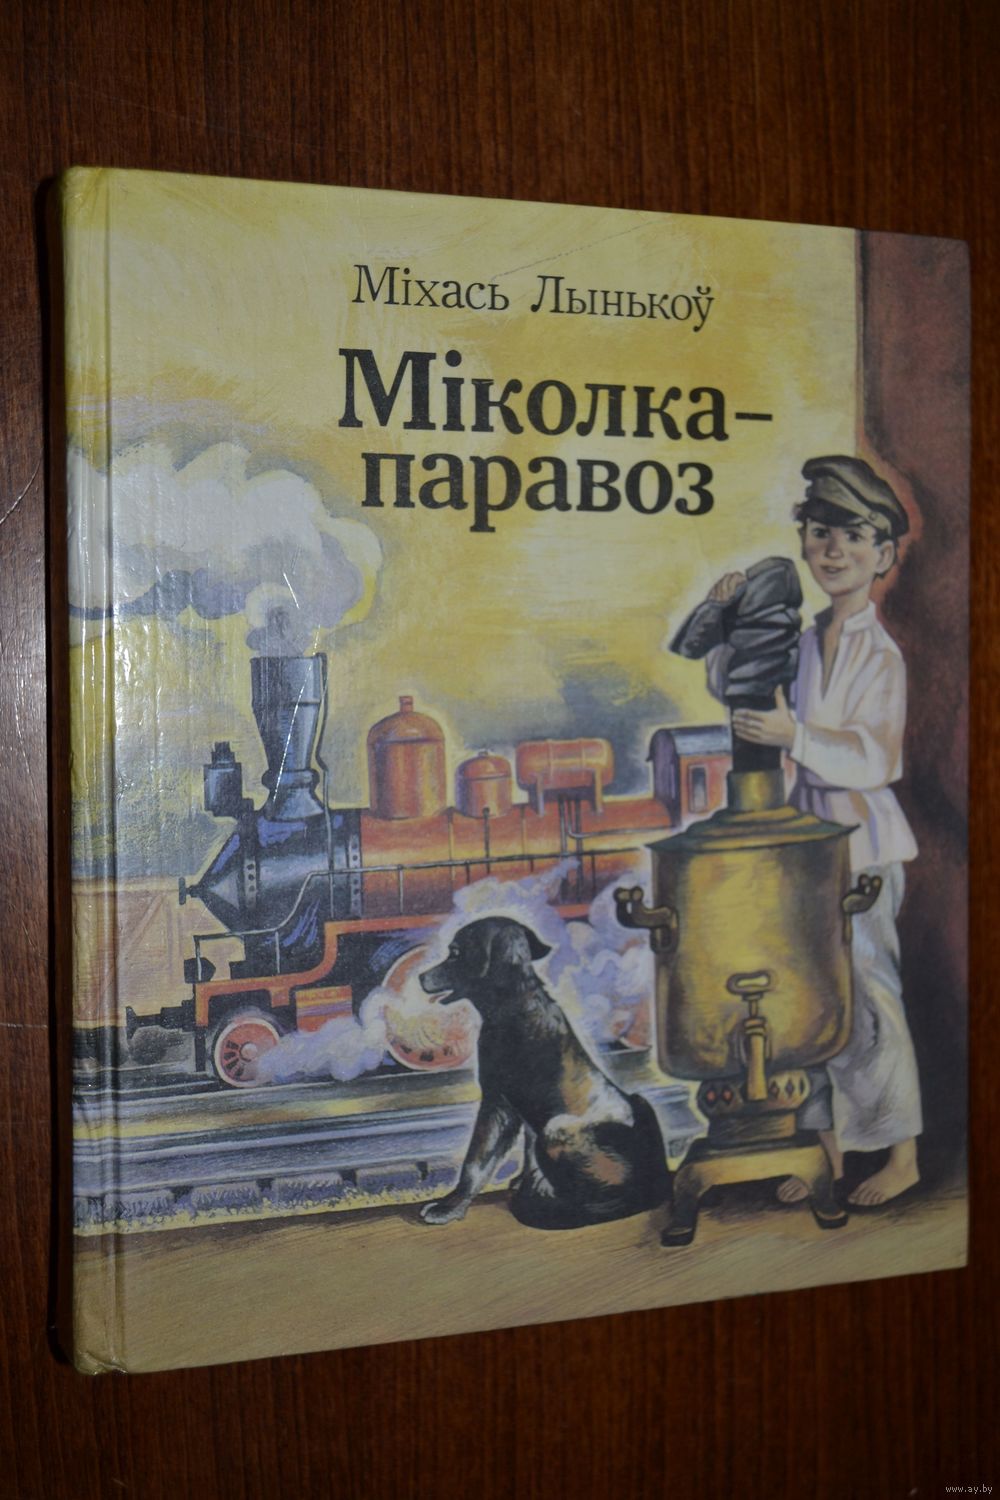 Міхась Лынькоў
Міколка-
паравоз
www.ay.by